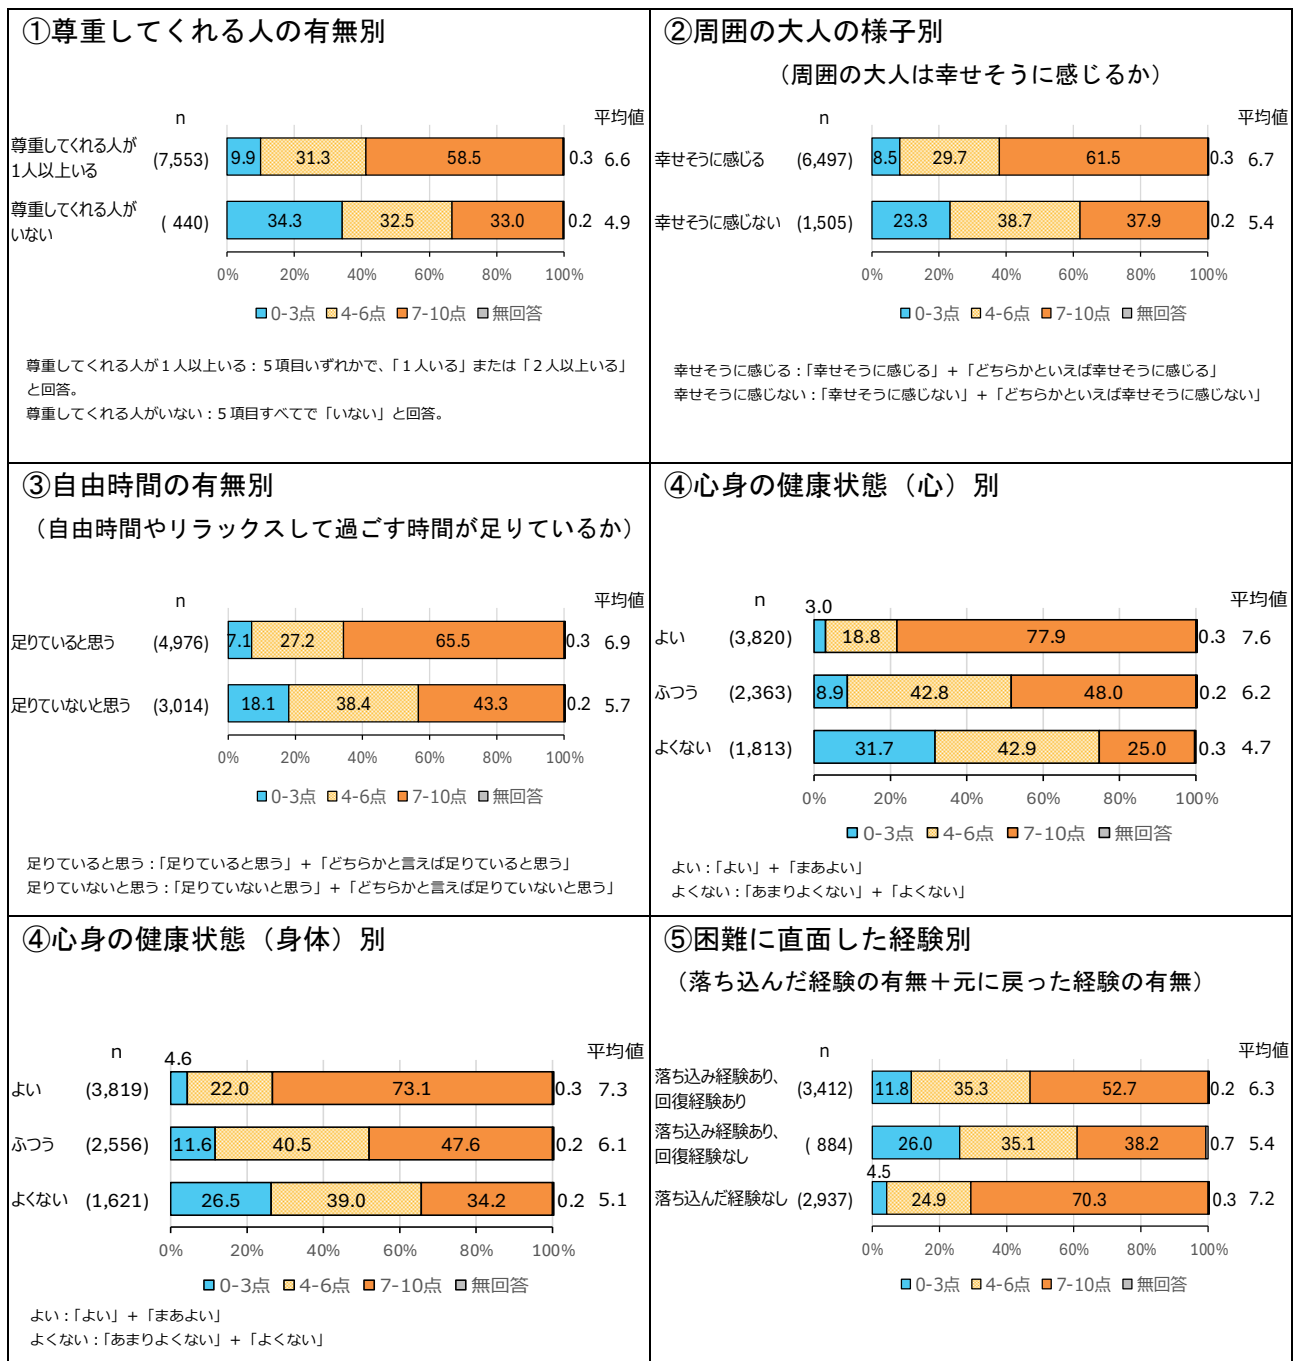 ①尊重してくれる人の有無別
n 平均値
尊重してくれる人が
1人以上いる (7,553) 9.9 31.3 58.5 0.3 6.6
尊重してくれる人が
いない ( 440) 34.3 32.5 33.0 0.2 4.9
0% 20% 40% 60% 80% 100%
0-3点 4-6点 7-10点 無回答
尊重してくれる人が１人以上いる：５項目いずれかで、「１人いる」または「２人以上いる」
と回答。
尊重してくれる人がいない：５項目すべてで「いない」と回答。
②周囲の大人の様子別
（周囲の大人は幸せそうに感じるか）
n 平均値
幸せそうに感じる (6,497) 8.5 29.7 61.5 0.3 6.7
幸せそうに感じない (1,505) 23.3 38.7 37.9 0.2 5.4
0% 20% 40% 60% 80% 100%
0-3点 4-6点 7-10点 無回答
幸せそうに感じる：「幸せそうに感じる」＋「どちらかといえば幸せそうに感じる」
幸せそうに感じない：「幸せそうに感じない」＋「どちらかといえば幸せそうに感じない」
③自由時間の有無別
（自由時間やリラックスして過ごす時間が足りているか）
n 平均値
足りていると思う (4,976) 7.1 27.2 65.5 0.3 6.9
足りていないと思う (3,014) 18.1 38.4 43.3 0.2 5.7
0% 20% 40% 60% 80% 100%
0-3点 4-6点 7-10点 無回答
足りていると思う：「足りていると思う」＋「どちらかと言えば足りていると思う」
足りていないと思う：「足りていないと思う」＋「どちらかと言えば足りていないと思う」
④心身の健康状態（心）別
n 平均値
よい (3,820) 3.0 18.8 77.9 0.3 7.6
ふつう (2,363) 8.9 42.8 48.0 0.2 6.2
よくない (1,813) 31.7 42.9 25.0 0.3 4.7
0% 20% 40% 60% 80% 100%
0-3点 4-6点 7-10点 無回答
よい：「よい」＋「まあよい」
よくない：「あまりよくない」＋「よくない」
④心身の健康状態（身体）別
n 平均値
よい (3,819) 4.6 22.0 73.1 0.3 7.3
ふつう (2,556) 11.6 40.5 47.6 0.2 6.1
よくない (1,621) 26.5 39.0 34.2 0.2 5.1
0% 20% 40% 60% 80% 100%
0-3点 4-6点 7-10点 無回答
よい：「よい」＋「まあよい」
よくない：「あまりよくない」＋「よくない」
⑤困難に直面した経験別
（落ち込んだ経験の有無＋元に戻った経験の有無）
n 平均値
落ち込み経験あり、
回復経験あり (3,412) 11.8 35.3 52.7 0.2 6.3
落ち込み経験あり、
回復経験なし ( 884) 26.0 35.1 38.2 0.7 5.4
落ち込んだ経験なし (2,937) 4.5 24.9 70.3 0.3 7.2
0% 20% 40% 60% 80% 100%
0-3点 4-6点 7-10点 無回答